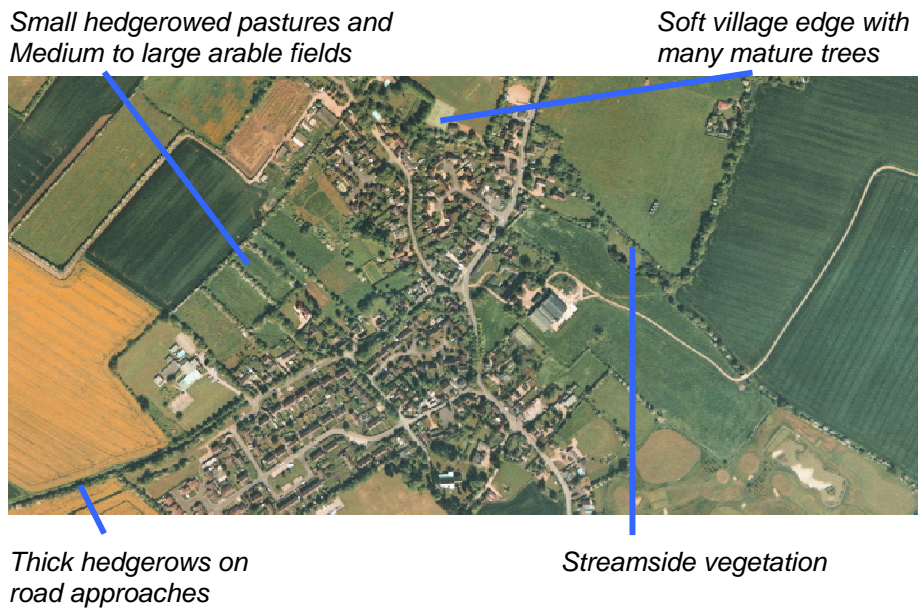 Small hedgerowed pastures and
Medium to large arable fields
Soft village edge with
many mature trees
Thick hedgerows on
road approaches
Streamside vegetation